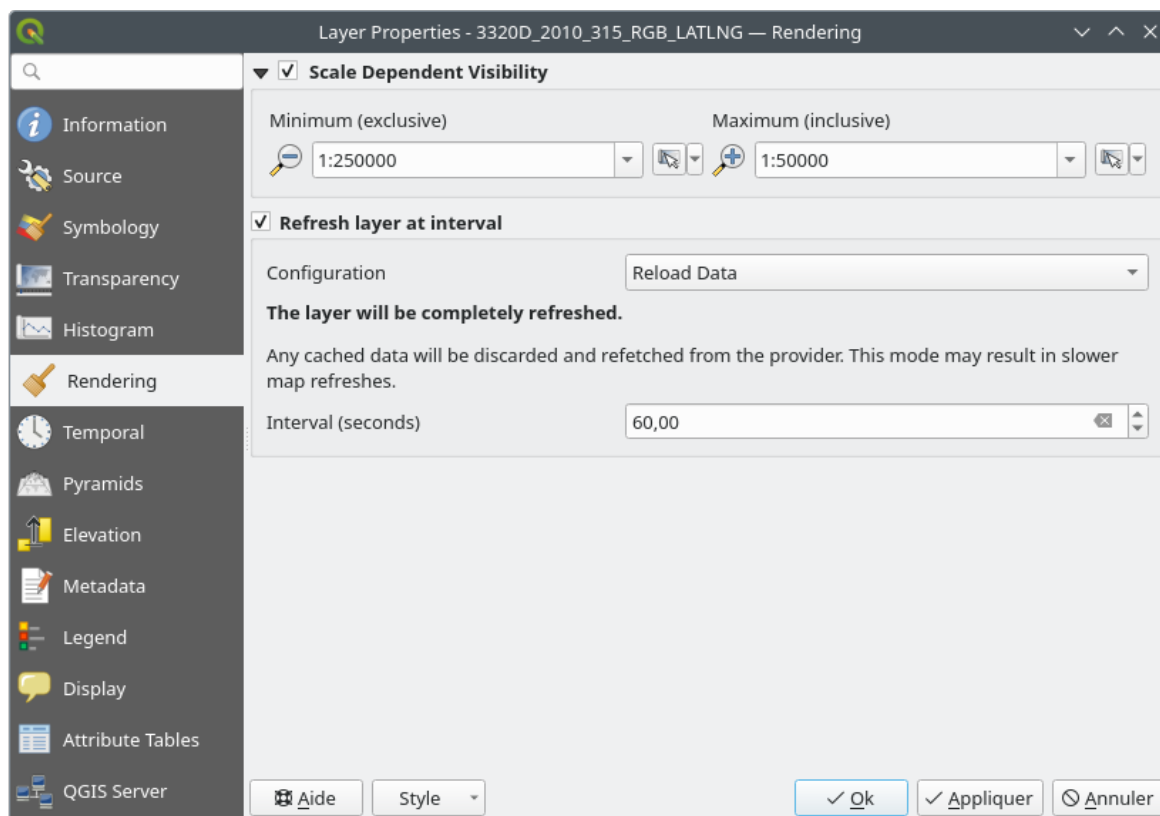 Layer Properties - 3320D_2010_315_RGB_LATLNG — Rendering
Information
Source
Symbology
Transparency
Histogram
Rendering
Temporal
Pyramids
Elevation
Metadata
Legend
Display
Attribute Tables
QGIS Server
Scale Dependent Visibility
Minimum (exclusive) Maximum (inclusive)
1:250000 1:50000
Refresh layer at interval
Configuration Reload Data
The layer will be completely refreshed.
Any cached data will be discarded and refetched from the provider. This mode may result in slower
map refreshes.
Interval (seconds) 60,00
Aide Style Ok Appliquer Annuler